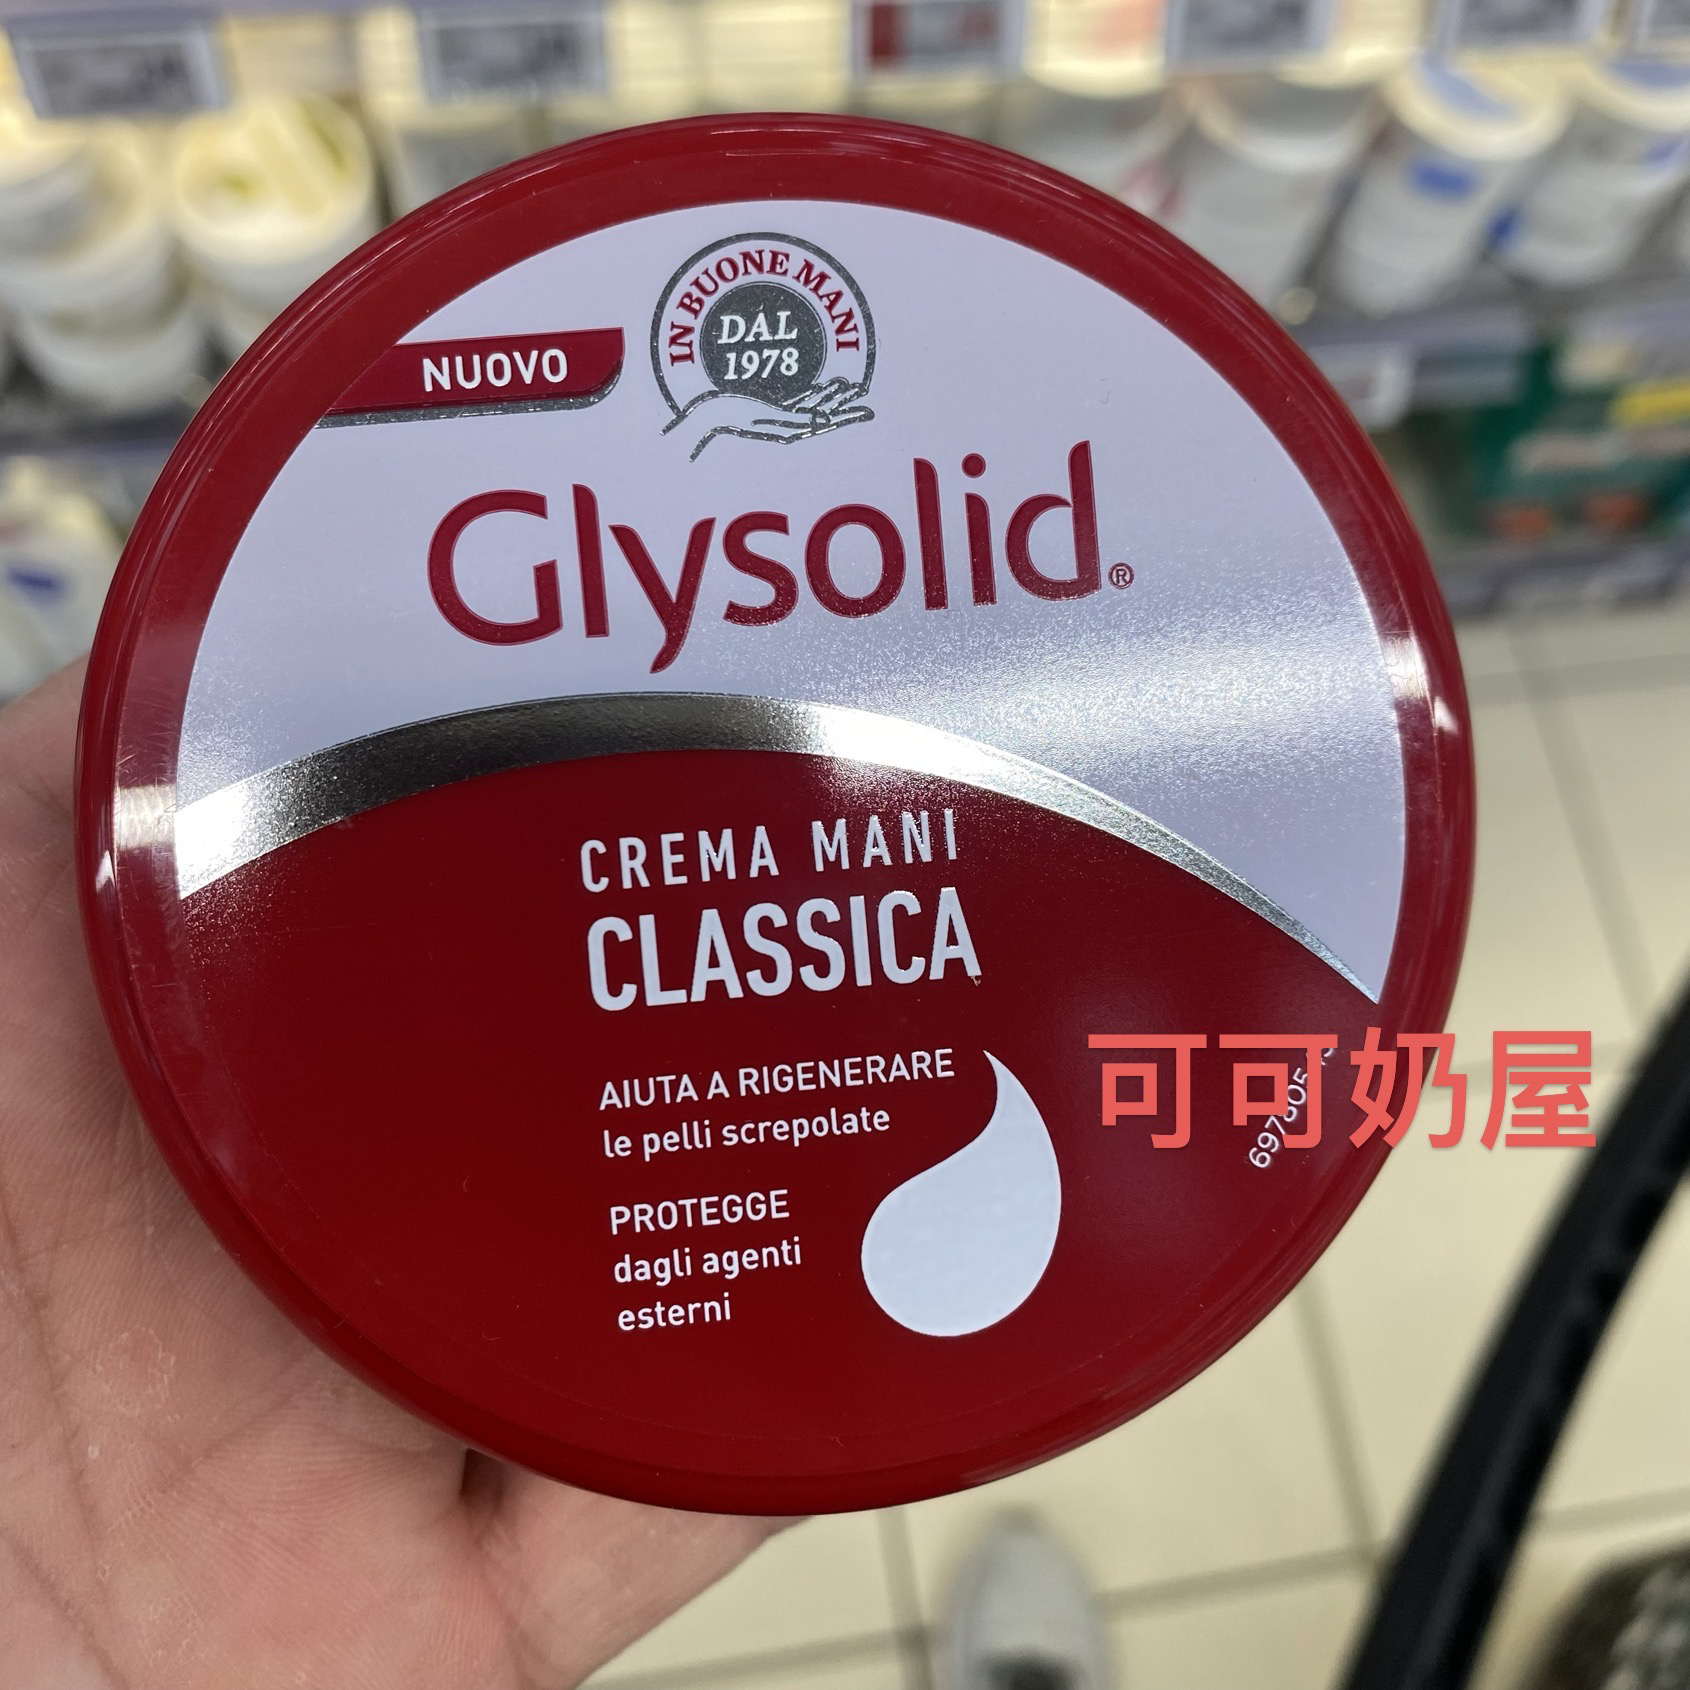 IN BUONE MANI
DAL
1978
NUOVO
Glysolid®
CREMA MANI
CLASSICA
AIUTA A RIGENERARE
le pelli screpolate
PROTEGGE
dagli agenti
esterni
可可奶屋